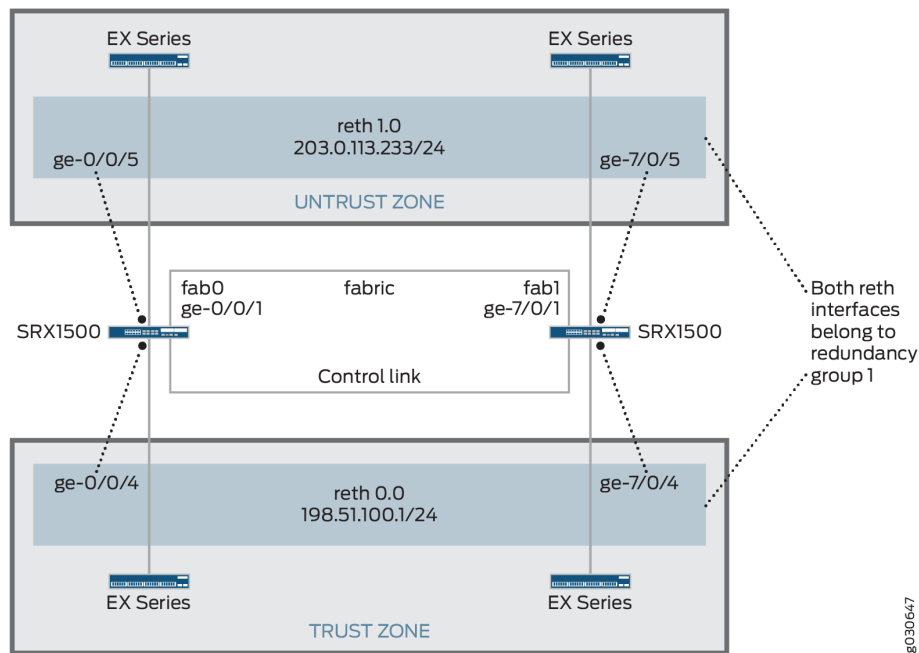 EX Series
EX Series
reth 1.0
203.0.113.233/24
ge-0/0/5
ge-7/0/5
UNTRUST ZONE
fab0
fabric
fab1
ge-0/0/1
ge-7/0/1
SRX1500
SRX1500
Control link
Both reth
interfaces
belong to
redundancy
group 1
ge-0/0/4
ge-7/0/4
reth 0.0
198.51.100.1/24
EX Series
EX Series
TRUST ZONE
g030647